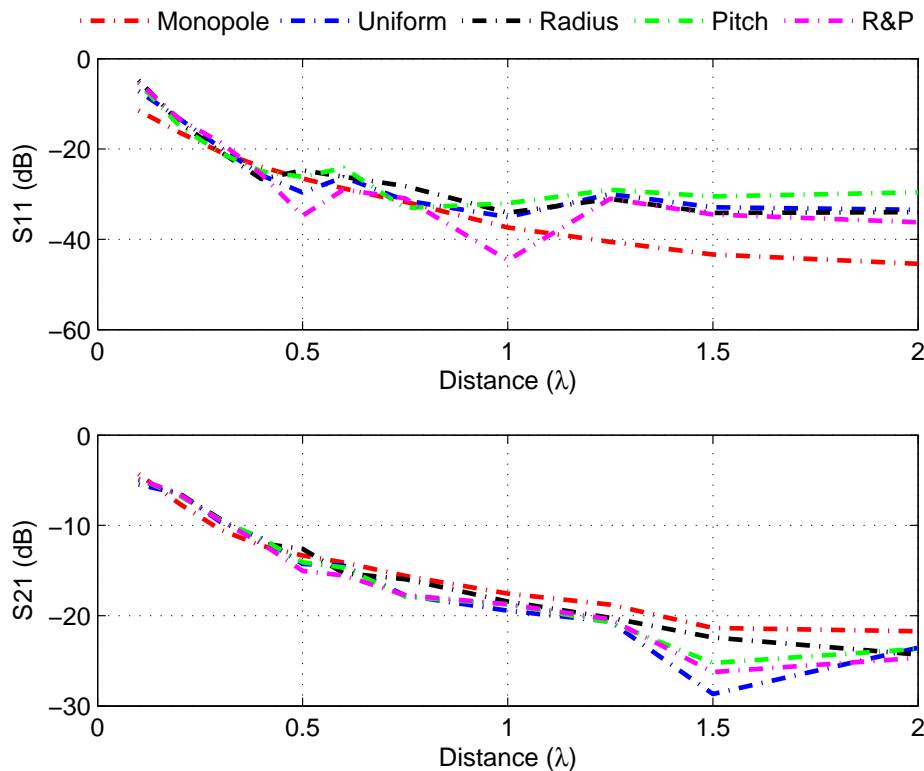 Monopole Uniform Radius Pitch R&P
0
−20
−40
−60
S11 (dB)
0 0.5 1 1.5 2
Distance (λ)
0
−10
−20
−30
S21 (dB)
0 0.5 1 1.5 2
Distance (λ)